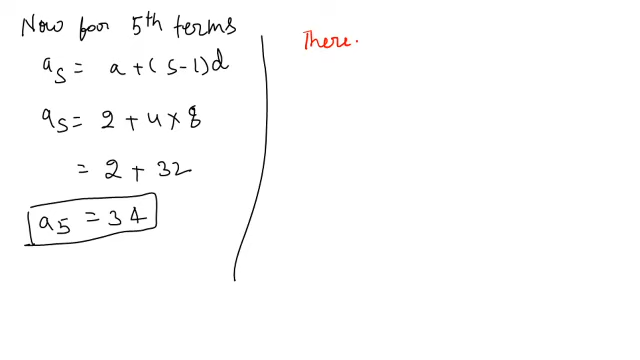 Now for 5th terms
a5 = a + (5-1)d
a5 = 2 + 4 × 8
= 2 + 32
a5 = 34
There.